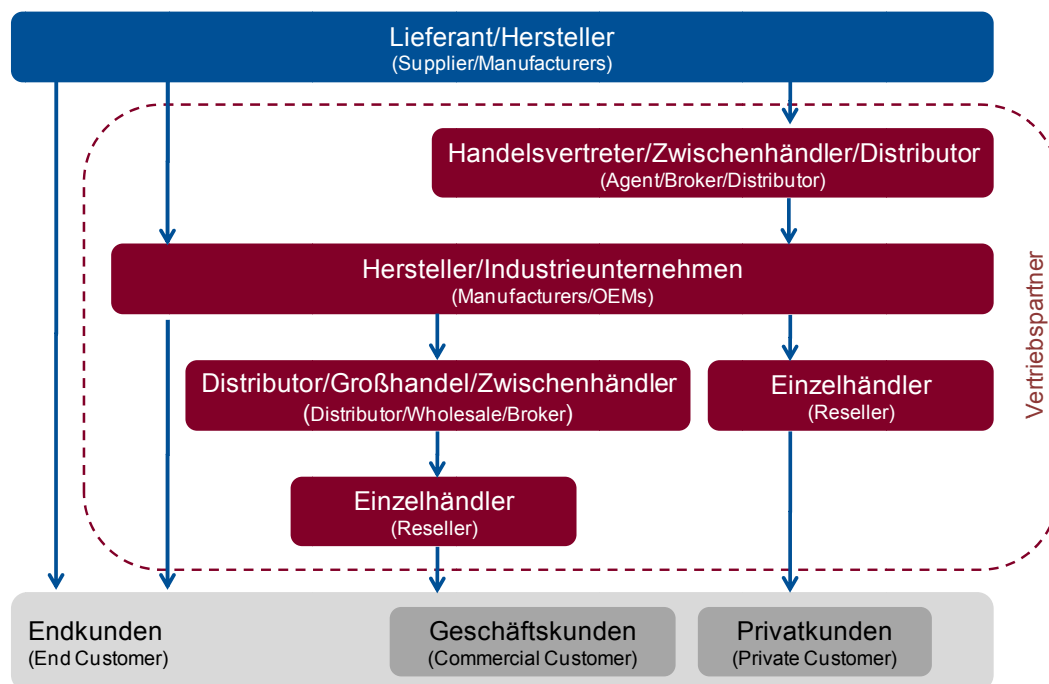 Lieferant/Hersteller
(Supplier/Manufacturers)
Handelsvertreter/Zwischenhändler/Distributor
(Agent/Broker/Distributor)
Hersteller/Industrieunternehmen
(Manufacturers/OEMs)
Vertriebspartner
Distributor/Großhandel/Zwischenhändler
(Distributor/Wholesale/Broker)
Einzelhändler
(Reseller)
Einzelhändler
(Reseller)
Endkunden
(End Customer)
Geschäftskunden
(Commercial Customer)
Privatkunden
(Private Customer)